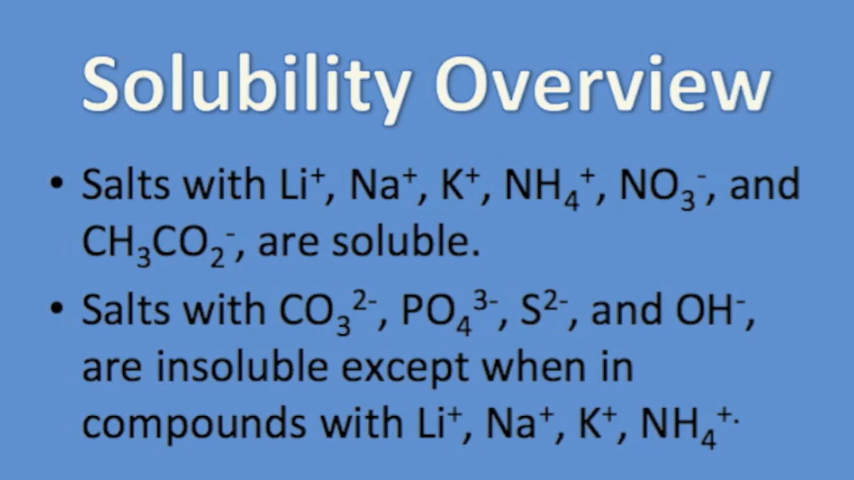 Solubility Overview
• Salts with Li⁺, Na⁺, K⁺, NH₄⁺, NO₃⁻, and
CH₃CO₂⁻, are soluble.
• Salts with CO₃²⁻, PO₄³⁻, S²⁻, and OH⁻,
are insoluble except when in
compounds with Li⁺, Na⁺, K⁺, NH₄⁺.